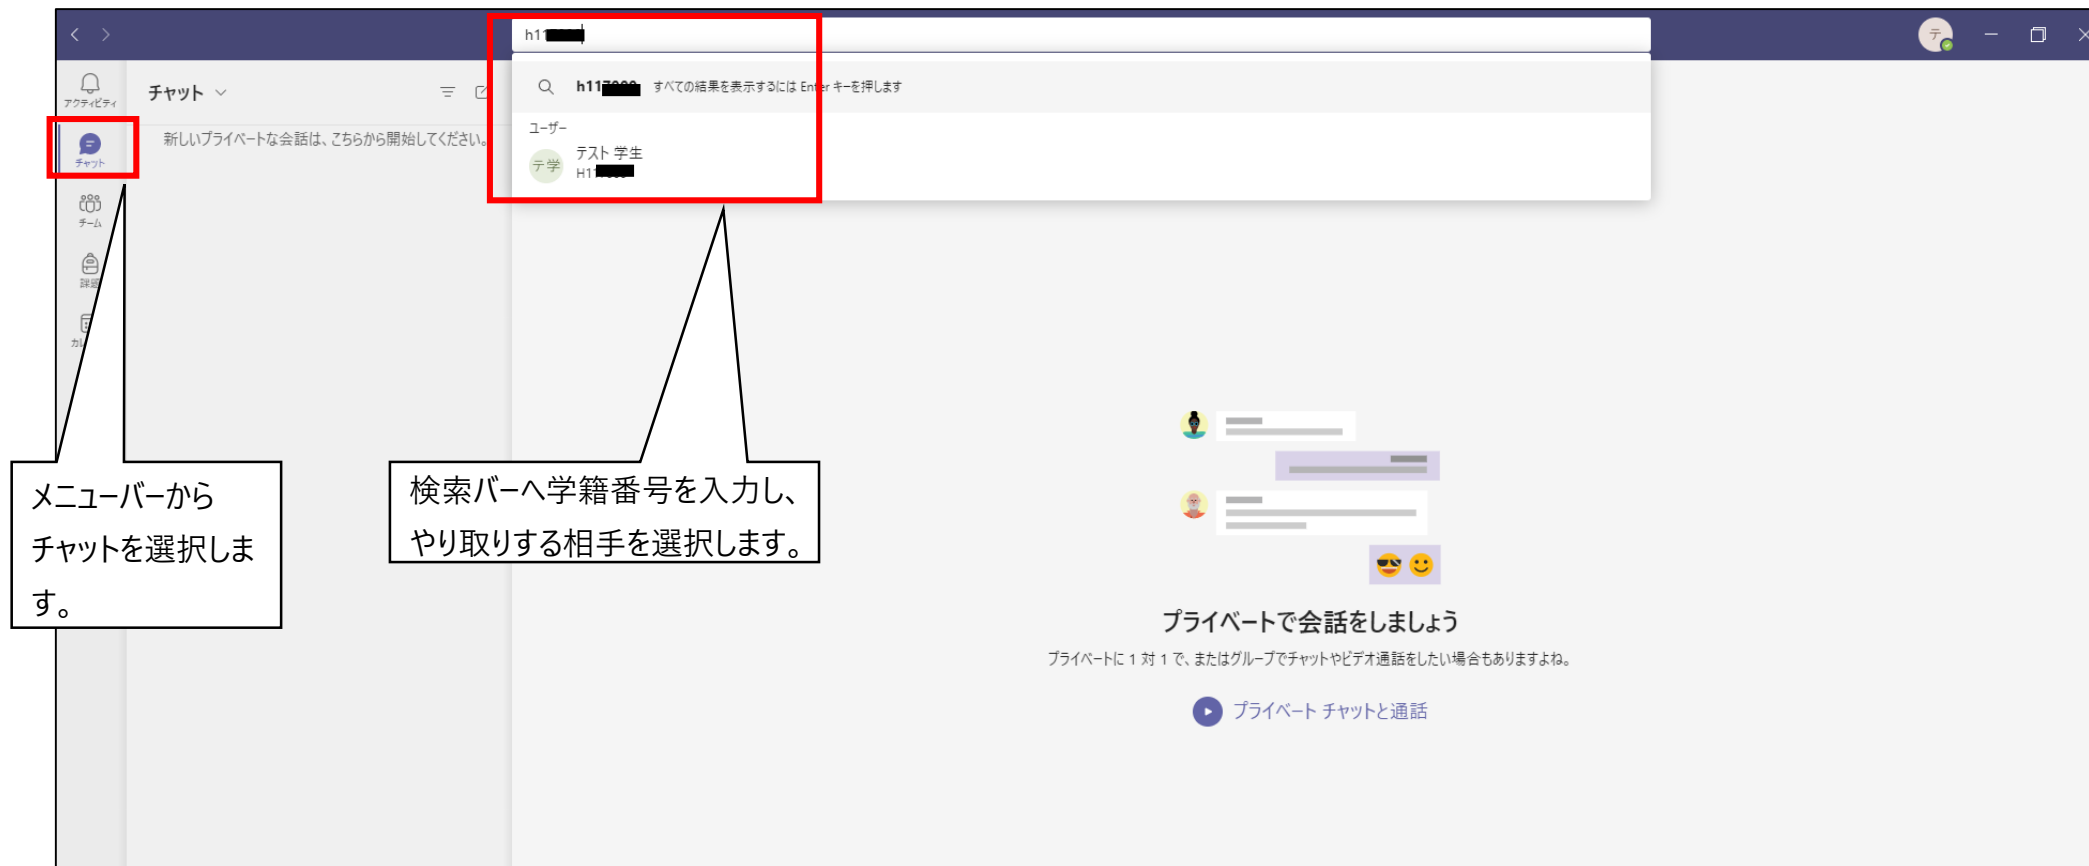 h11
アクティビティ
チャット
h11 すべての結果を表示するには Enter キーを押します
新しいプライベートな会話は、こちらから開始してください。
ユーザー
テ学
テスト 学生
H11
チャット
チーム
メニューバーから
チャットを選択しま
す。
検索バーへ学籍番号を入力し、
やり取りする相手を選択します。
プライベートで会話をしましょう
プライベートに 1 対 1 で、またはグループでチャットやビデオ通話をしたい場合もありますよね。
プライベート チャットと通話
テ